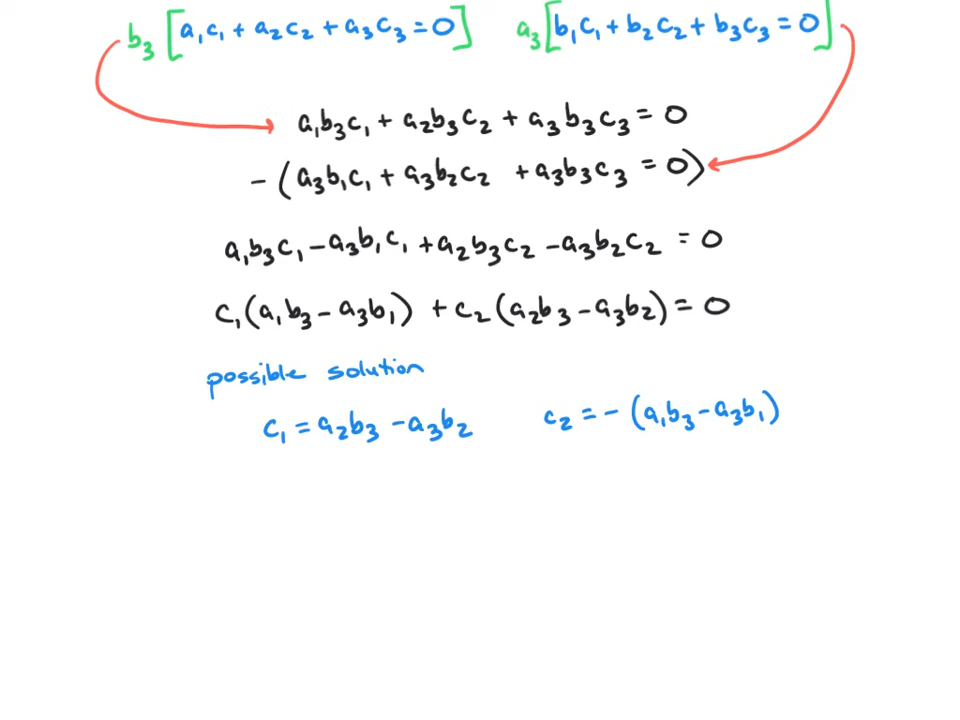 b₃[a₁c₁ + a₂c₂ + a₃c₃ = 0] a₃[b₁c₁ + b₂c₂ + b₃c₃ = 0]
a₁b₃c₁ + a₂b₃c₂ + a₃b₃c₃ = 0
- (a₃b₁c₁ + a₃b₂c₂ + a₃b₃c₃ = 0)
a₁b₃c₁ - a₃b₁c₁ + a₂b₃c₂ - a₃b₂c₂ = 0
c₁(a₁b₃ - a₃b₁) + c₂(a₂b₃ - a₃b₂) = 0
possible solution
c₁ = a₂b₃ - a₃b₂ c₂ = - (a₁b₃ - a₃b₁)